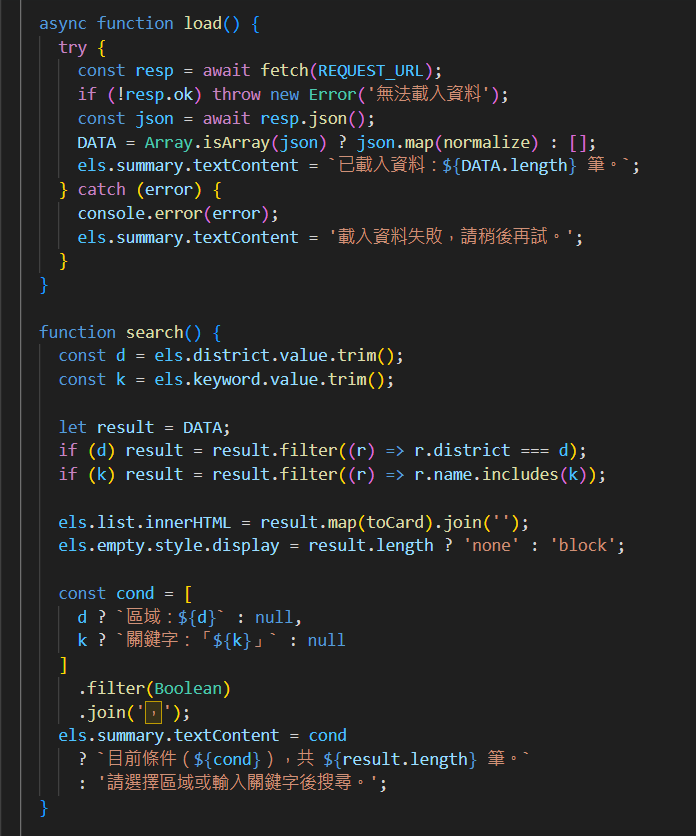 async function load() {
try {
const resp = await fetch(REQUEST_URL);
if (!resp.ok) throw new Error('無法載入資料');
const json = await resp.json();
DATA = Array.isArray(json) ? json.map(normalize) : [];
els.summary.textContent = `已載入資料：${DATA.length} 筆。`;
} catch (error) {
console.error(error);
els.summary.textContent = '載入資料失敗，請稍後再試。';
}
}
function search() {
const d = els.district.value.trim();
const k = els.keyword.value.trim();
let result = DATA;
if (d) result = result.filter((r) => r.district === d);
if (k) result = result.filter((r) => r.name.includes(k));
els.list.innerHTML = result.map(toCard).join('');
els.empty.style.display = result.length ? 'none' : 'block';
const cond = [
d ? `區域：${d}` : null,
k ? `關鍵字：「${k}」` : null
]
.filter(Boolean)
.join('，');
els.summary.textContent = cond
? `目前條件（${cond}），共 ${result.length} 筆。`
: '請選擇區域或輸入關鍵字後搜尋。';
}